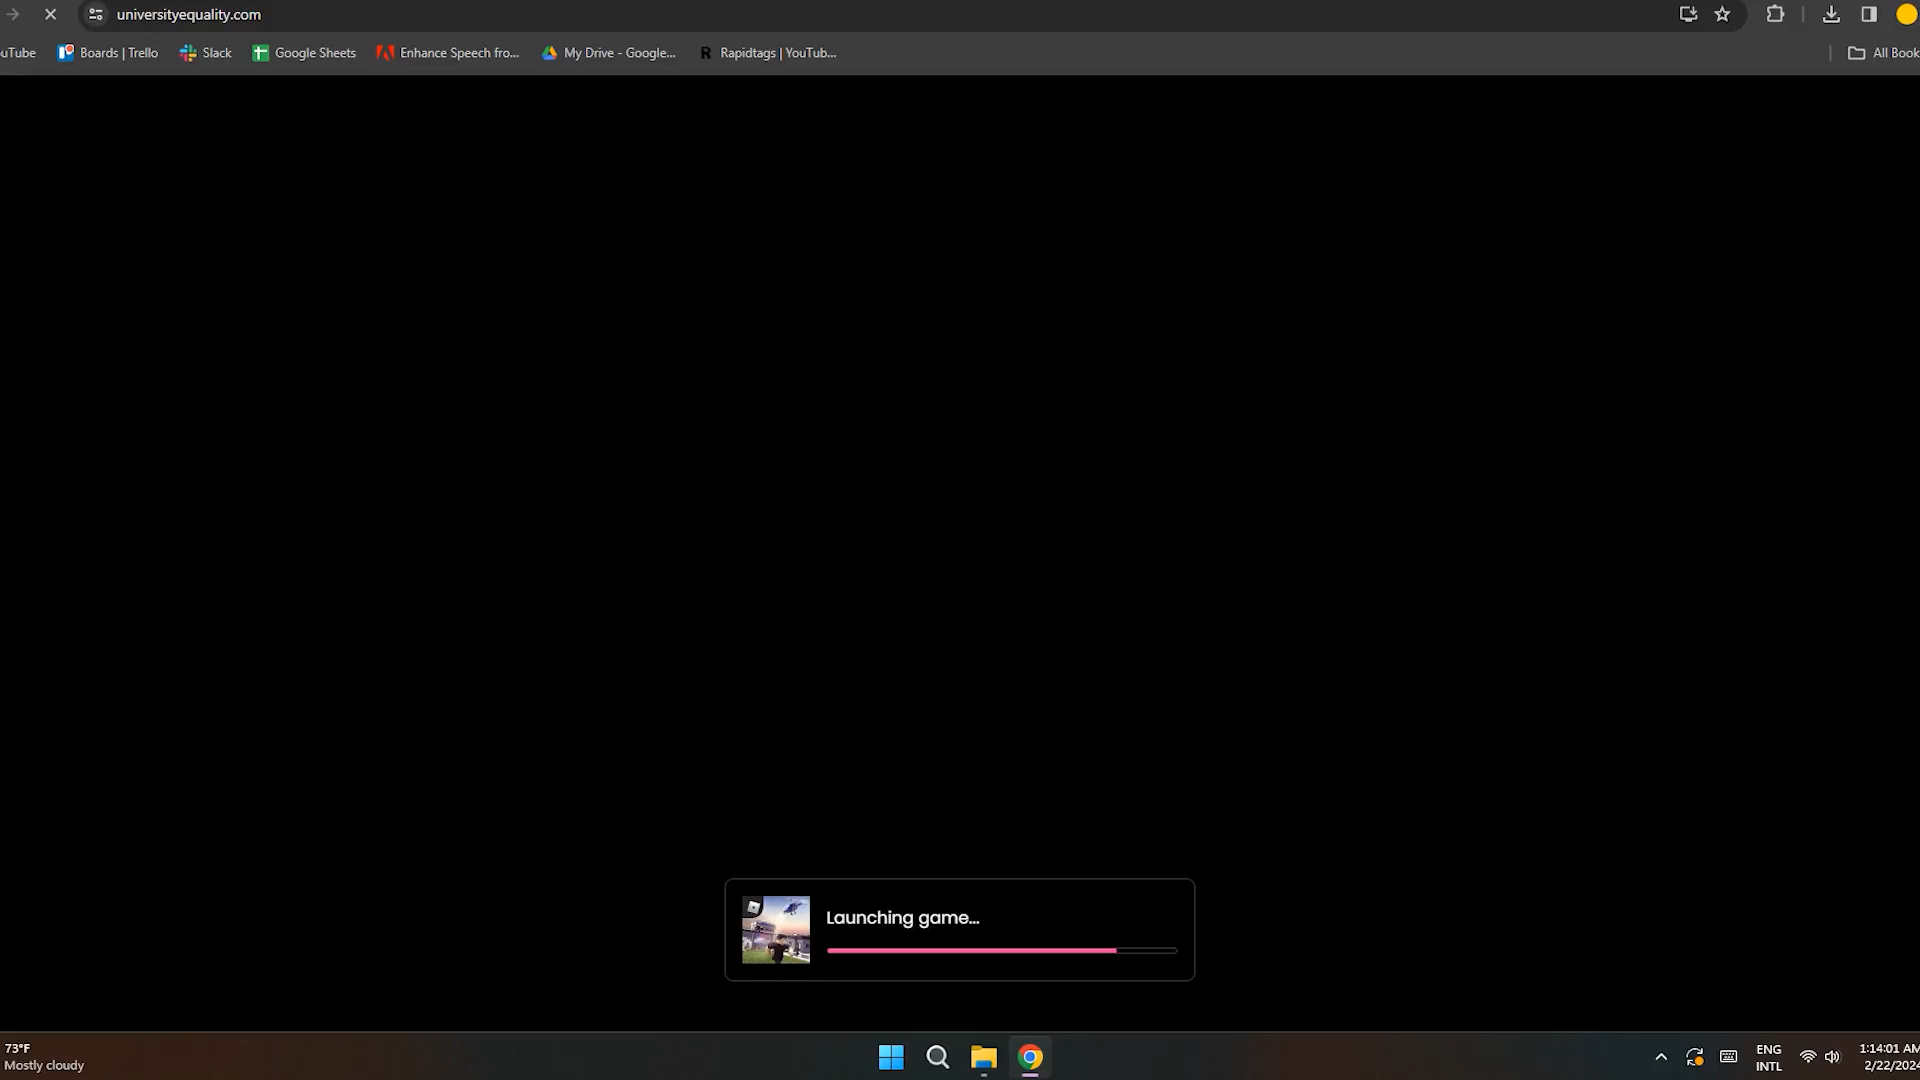 universityequality.com
uTube
Boards | Trello
Slack
Google Sheets
Enhance Speech fro...
My Drive - Google...
R Rapidtags | YouTub...
All Book
Launching game...
73°F
Mostly cloudy
ENG
INTL
1:14:01 AM
2/22/2024